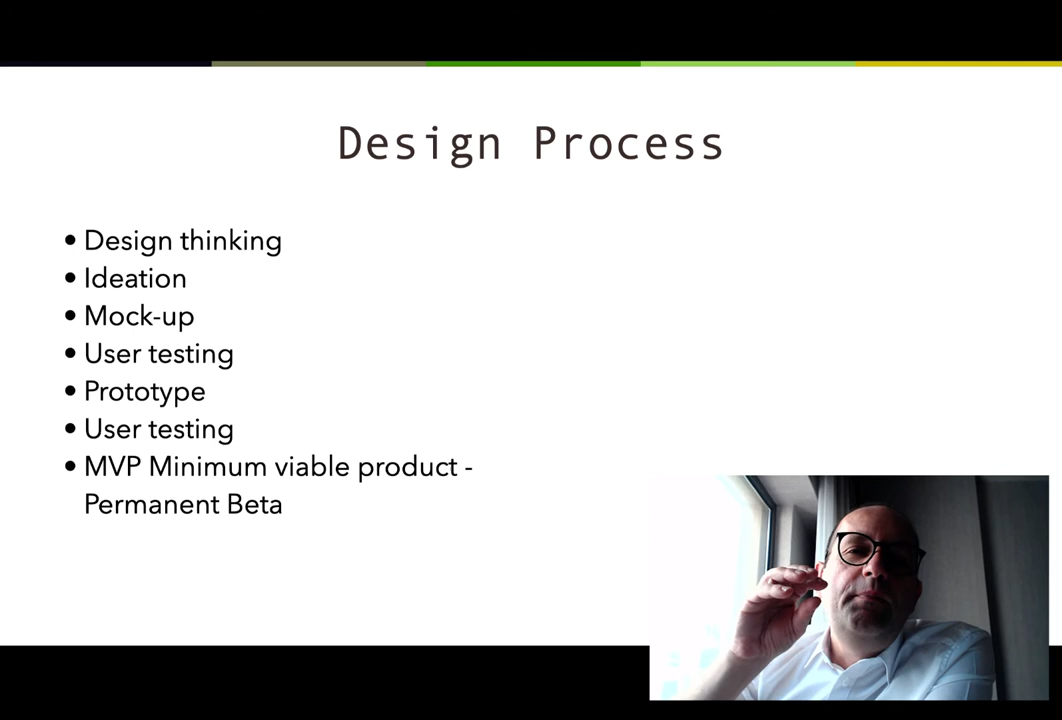 Design Process
• Design thinking
• Ideation
• Mock-up
• User testing
• Prototype
• User testing
• MVP Minimum viable product -
Permanent Beta